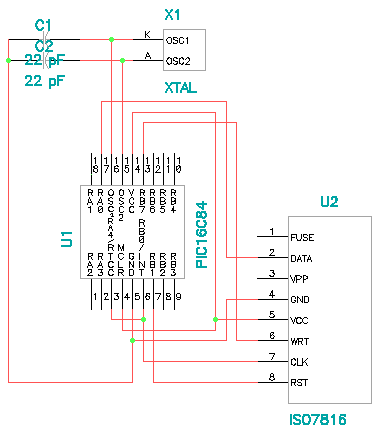 X1
C1
K OSC1
C2
A OSC2
22 pF
22 pF
XTAL
18 17 16 15 14 13 12 11 10
RA1 RA0 OSC1 OSC2 VCC RB7 RB6 RB5 RB4
U1
PIC16C84
RA2 RA3 RA4/RTCC MCLR GND RB0/INT RB1 RB2 RB3
1 2 3 4 5 6 7 8 9
U2
1 FUSE
2 DATA
3 VPP
4 GND
5 VCC
6 WRT
7 CLK
8 RST
ISO7816